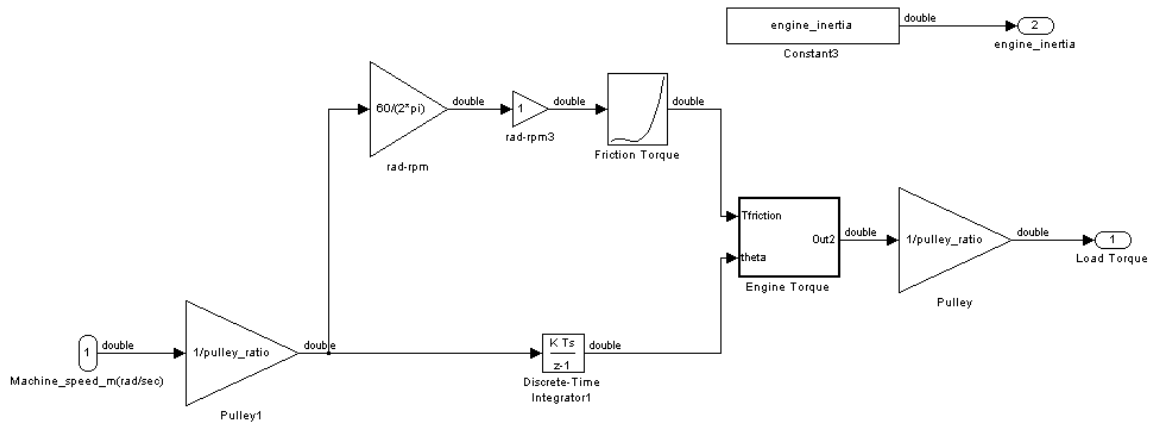 engine_inertia
double
2
engine_inertia
Constant3
60/(2*pi)
double
1
double
double
rad-rpm
rad-rpm3
Friction Torque
Tfriction
theta
Out2
double
1/pulley_ratio
double
1
Load Torque
Engine Torque
Pulley
1
double
1/pulley_ratio
double
K Ts
z-1
double
Machine_speed_m(rad/sec)
Pulley1
Discrete-Time
Integrator1